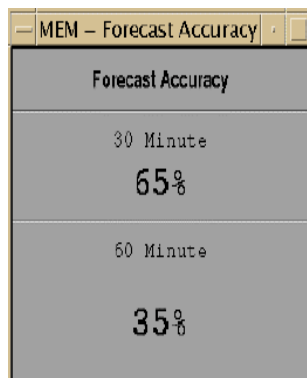 MEM – Forecast Accuracy
Forecast Accuracy
30 Minute
65%
60 Minute
35%